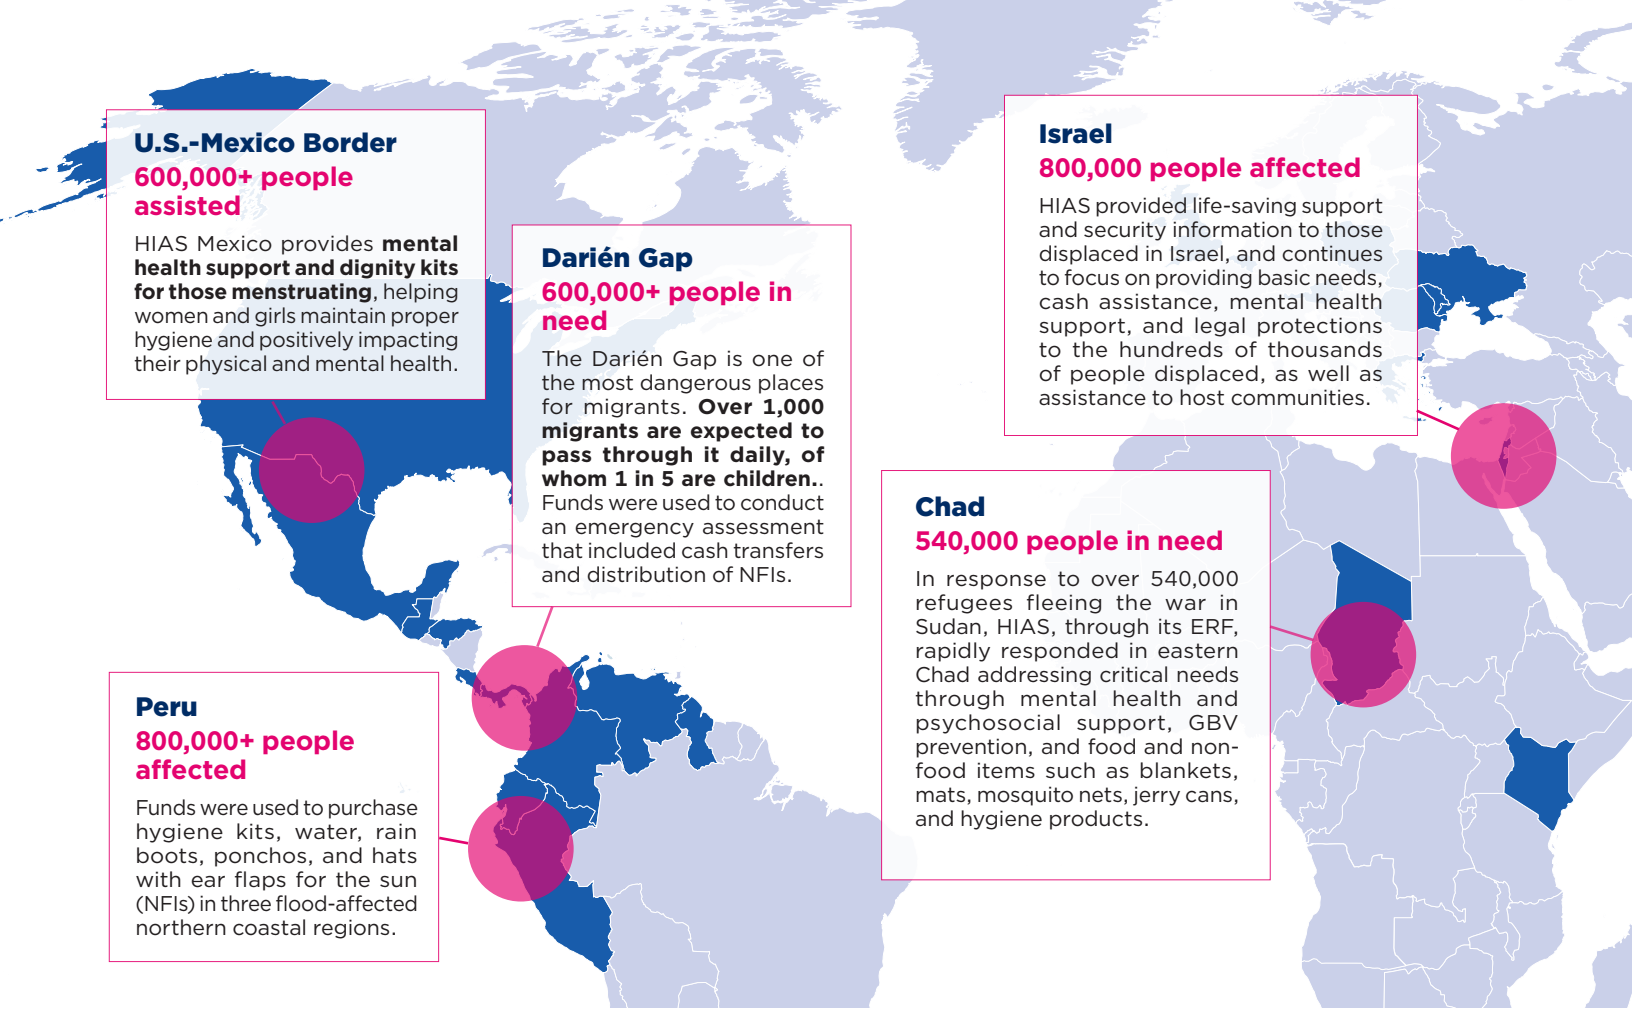 U.S.-Mexico Border
600,000+ people
assisted
HIAS Mexico provides mental
health support and dignity kits
for those menstruating, helping
women and girls maintain proper
hygiene and positively impacting
their physical and mental health.
Darién Gap
600,000+ people in
need
The Darién Gap is one of
the most dangerous places
for migrants. Over 1,000
migrants are expected to
pass through it daily, of
whom 1 in 5 are children..
Funds were used to conduct
an emergency assessment
that included cash transfers
and distribution of NFIs.
Peru
800,000+ people
affected
Funds were used to purchase
hygiene kits, water, rain
boots, ponchos, and hats
with ear flaps for the sun
(NFIs) in three flood-affected
northern coastal regions.
Israel
800,000 people affected
HIAS provided life-saving support
and security information to those
displaced in Israel, and continues
to focus on providing basic needs,
cash assistance, mental health
support, and legal protections
to the hundreds of thousands
of people displaced, as well as
assistance to host communities.
Chad
540,000 people in need
In response to over 540,000
refugees fleeing the war in
Sudan, HIAS, through its ERF,
rapidly responded in eastern
Chad addressing critical needs
through mental health and
psychosocial support, GBV
prevention, and food and non-
food items such as blankets,
mats, mosquito nets, jerry cans,
and hygiene products.